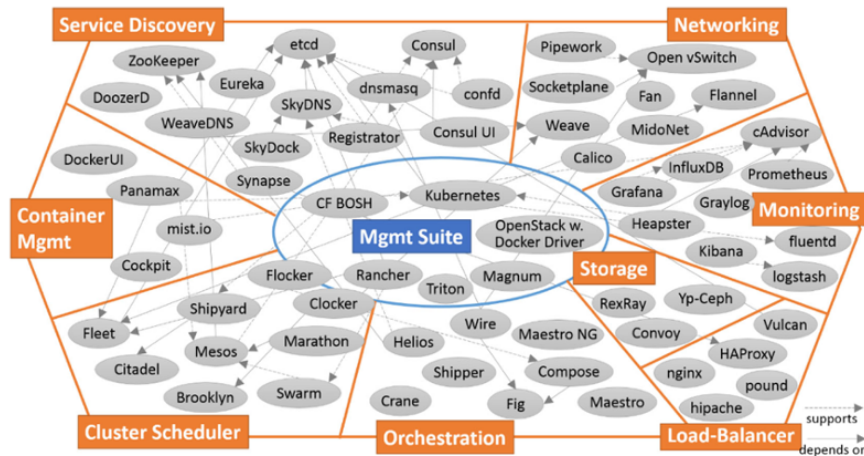 Service Discovery
Networking
etcd
Consul
Pipework
Open vSwitch
ZooKeeper
Eureka
dnsmasq
confd
Socketplane
DoozerD
SkyDNS
Fan
Flannel
WeaveDNS
Registrator
Consul UI
Weave
MidoNet
cAdvisor
SkyDock
DockerUI
Calico
InfluxDB
Prometheus
Synapse
Panamax
CF BOSH
Kubernetes
Grafana
Graylog
Container
Mgmt
Monitoring
mist.io
Mgmt Suite
OpenStack w.
Docker Driver
Heapster
fluentd
Kibana
Cockpit
Flocker
Rancher
Magnum
Storage
logstash
Triton
Shipyard
Clocker
RexRay
Yp-Ceph
Fleet
Wire
Maestro NG
Convoy
Vulcan
Mesos
Marathon
Helios
HAProxy
Citadel
Shipper
Compose
nginx
pound
Brooklyn
Swarm
Crane
Fig
Maestro
hipache
supports
Cluster Scheduler
Orchestration
Load-Balancer
depends on